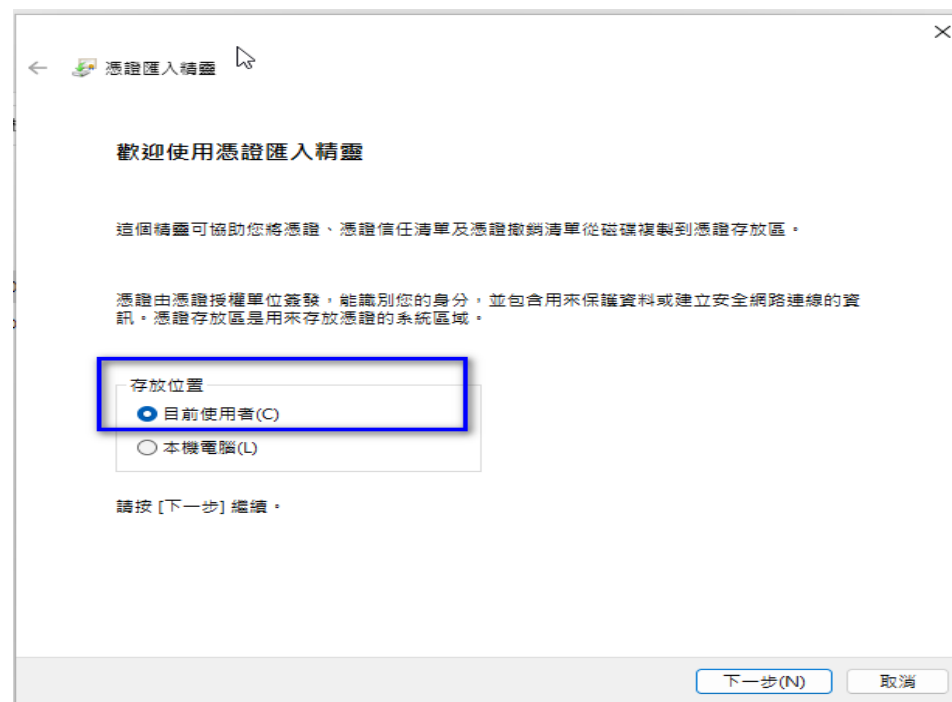 憑證匯入精靈
歡迎使用憑證匯入精靈
這個精靈可協助您將憑證、憑證信任清單及憑證撤銷清單從磁碟複製到憑證存放區。
憑證由憑證授權單位簽發，能識別您的身分，並包含用來保護資料或建立安全網路連線的資
訊。憑證存放區是用來存放憑證的系統區域。
存放位置
目前使用者(C)
本機電腦(L)
請按 [下一步] 繼續。
下一步(N)
取消